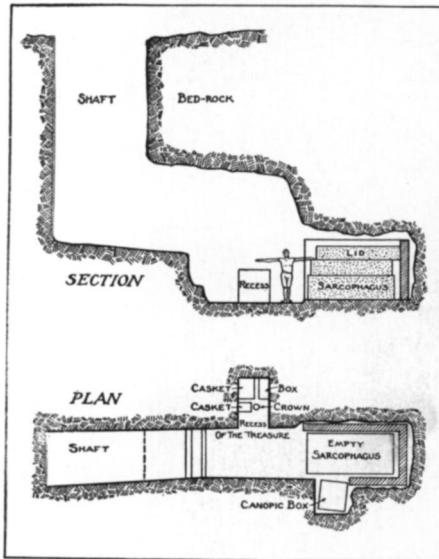 SHAFT
BED-ROCK
LID
RECESS
SARCOPHAGUS
SECTION
PLAN
CASKET
BOX
CASKET
CROWN
RECESS
OF THE TREASURE
SHAFT
EMPTY
SARCOPHAGUS
CANOPIC BOX